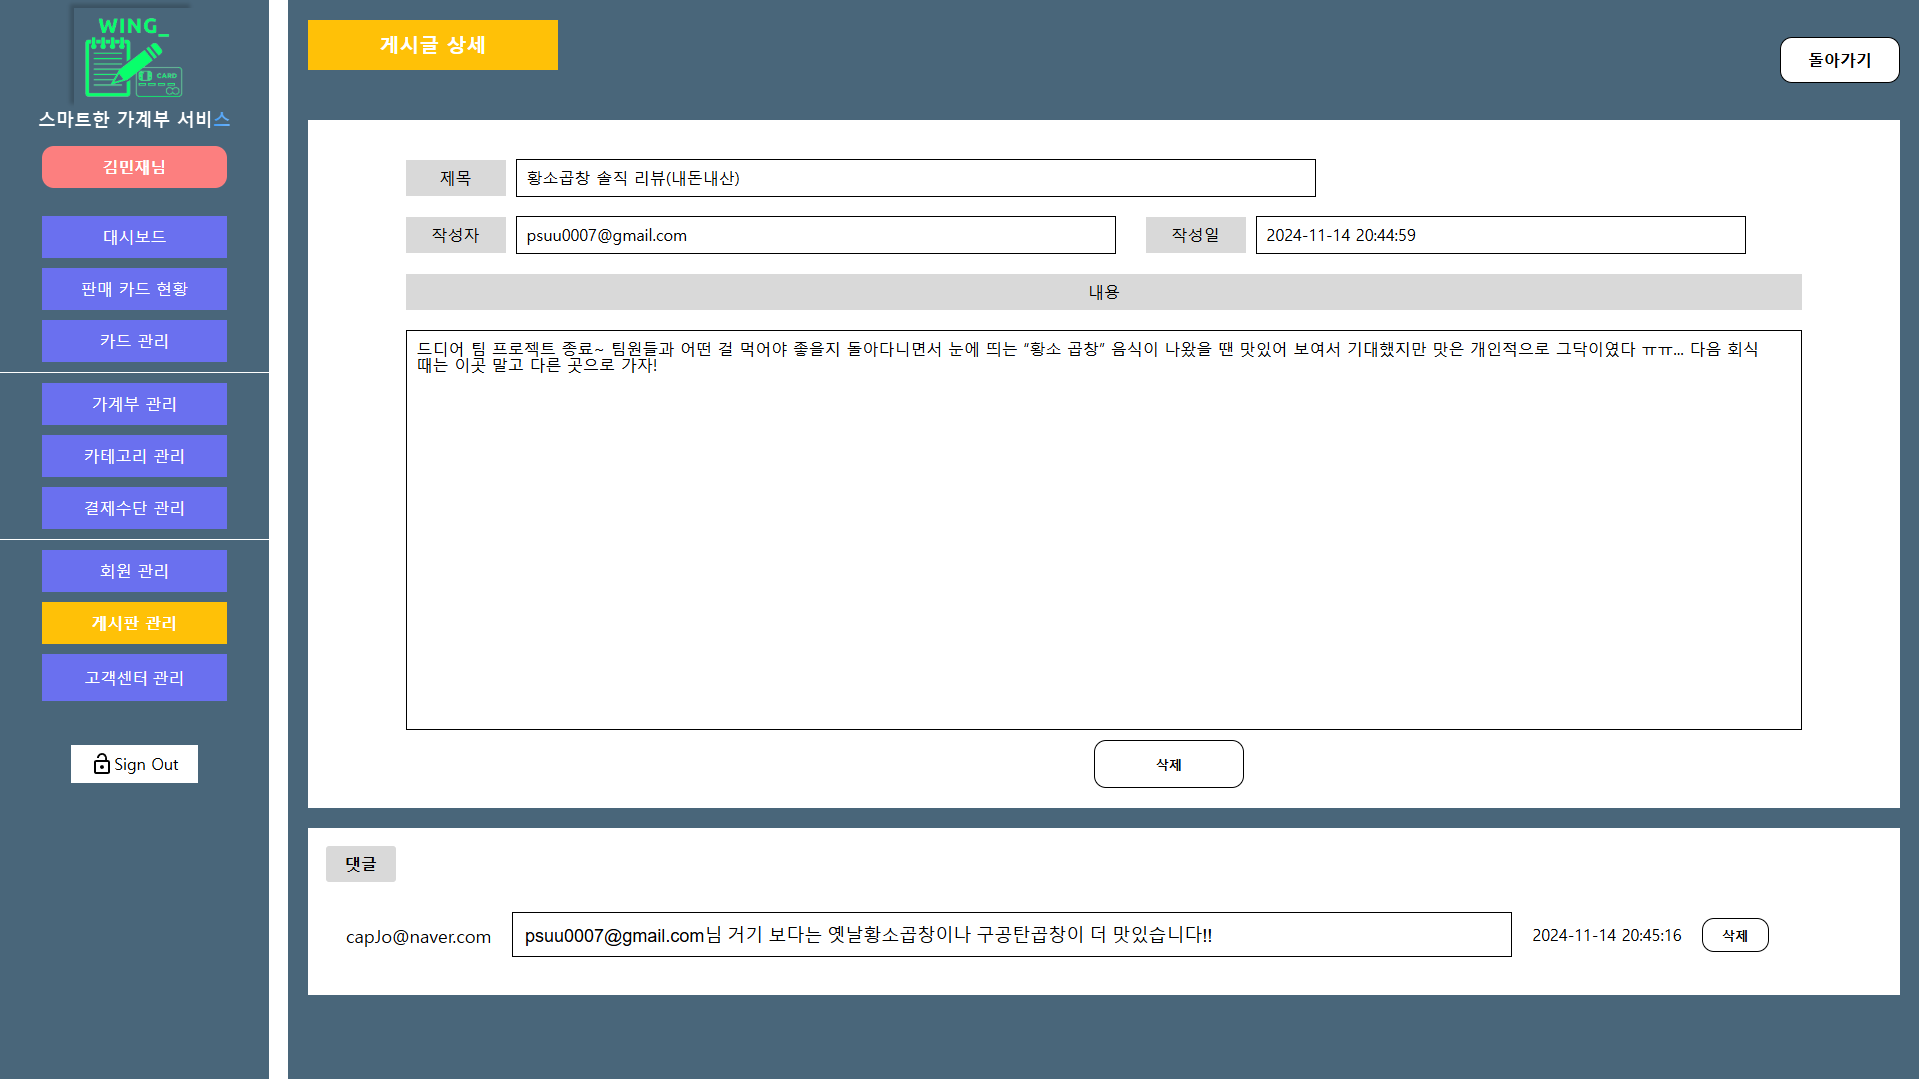 WING_
CARD
스마트한 가계부 서비스
김민재님
대시보드
판매 카드 현황
카드 관리
가계부 관리
카테고리 관리
결제수단 관리
회원 관리
게시판 관리
고객센터 관리
Sign Out
게시글 상세
돌아가기
제목
황소곱창 솔직 리뷰(내돈내산)
작성자
psuu0007@gmail.com
작성일
2024-11-14 20:44:59
내용
드디어 팀 프로젝트 종료~ 팀원들과 어떤 걸 먹어야 좋을지 돌아다니면서 눈에 띄는 “황소 곱창” 음식이 나왔을 땐 맛있어 보여서 기대했지만 맛은 개인적으로 그닥이였다 ㅠㅠ... 다음 회식
때는 이곳 말고 다른 곳으로 가자!
삭제
댓글
capJo@naver.com
psuu0007@gmail.com님 거기 보다는 옛날황소곱창이나 구공탄곱창이 더 맛있습니다!!
2024-11-14 20:45:16
삭제